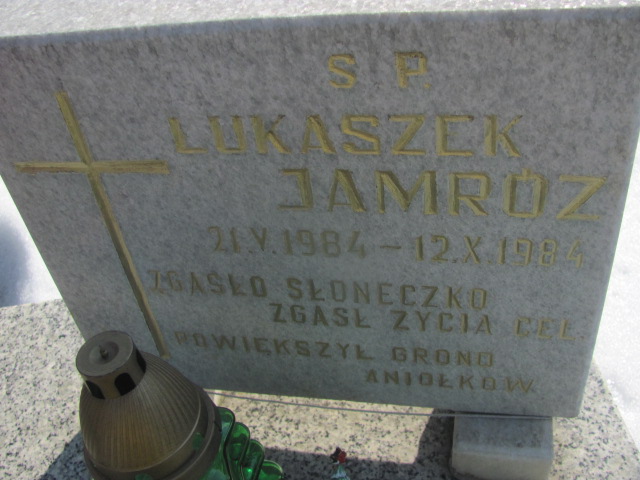 Ś. P.
ŁUKASZEK
JAMRÓZ
21.V.1984 – 12.X.1984
ZGASŁO SŁONECZKO
ZGASŁ ŻYCIA CEL
POWIĘKSZYŁ GRONO
ANIOŁKÓW